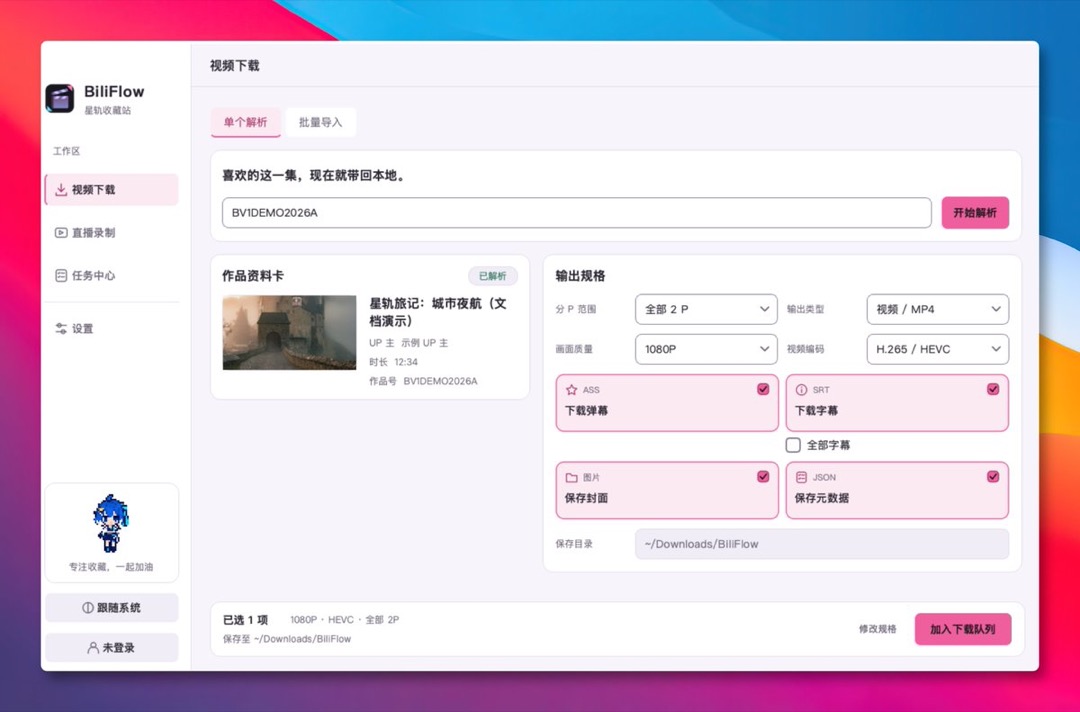 BiliFlow
星轨收藏站
工作区
视频下载
直播录制
任务中心
设置
专注收藏，一起加油
跟随系统
未登录
视频下载
单个解析
批量导入
喜欢的这一集，现在就带回本地。
BV1DEMO2026A
开始解析
作品资料卡
已解析
星轨旅记：城市夜航（文
档演示）
UP 主 示例 UP 主
时长 12:34
作品号 BV1DEMO2026A
输出规格
分 P 范围
全部 2 P
输出类型
视频 / MP4
画面质量
1080P
视频编码
H.265 / HEVC
ASS
下载弹幕
SRT
下载字幕
全部字幕
图片
保存封面
JSON
保存元数据
保存目录
~/Downloads/BiliFlow
已选 1 项
1080P · HEVC · 全部 2P
保存至 ~/Downloads/BiliFlow
修改规格
加入下载队列